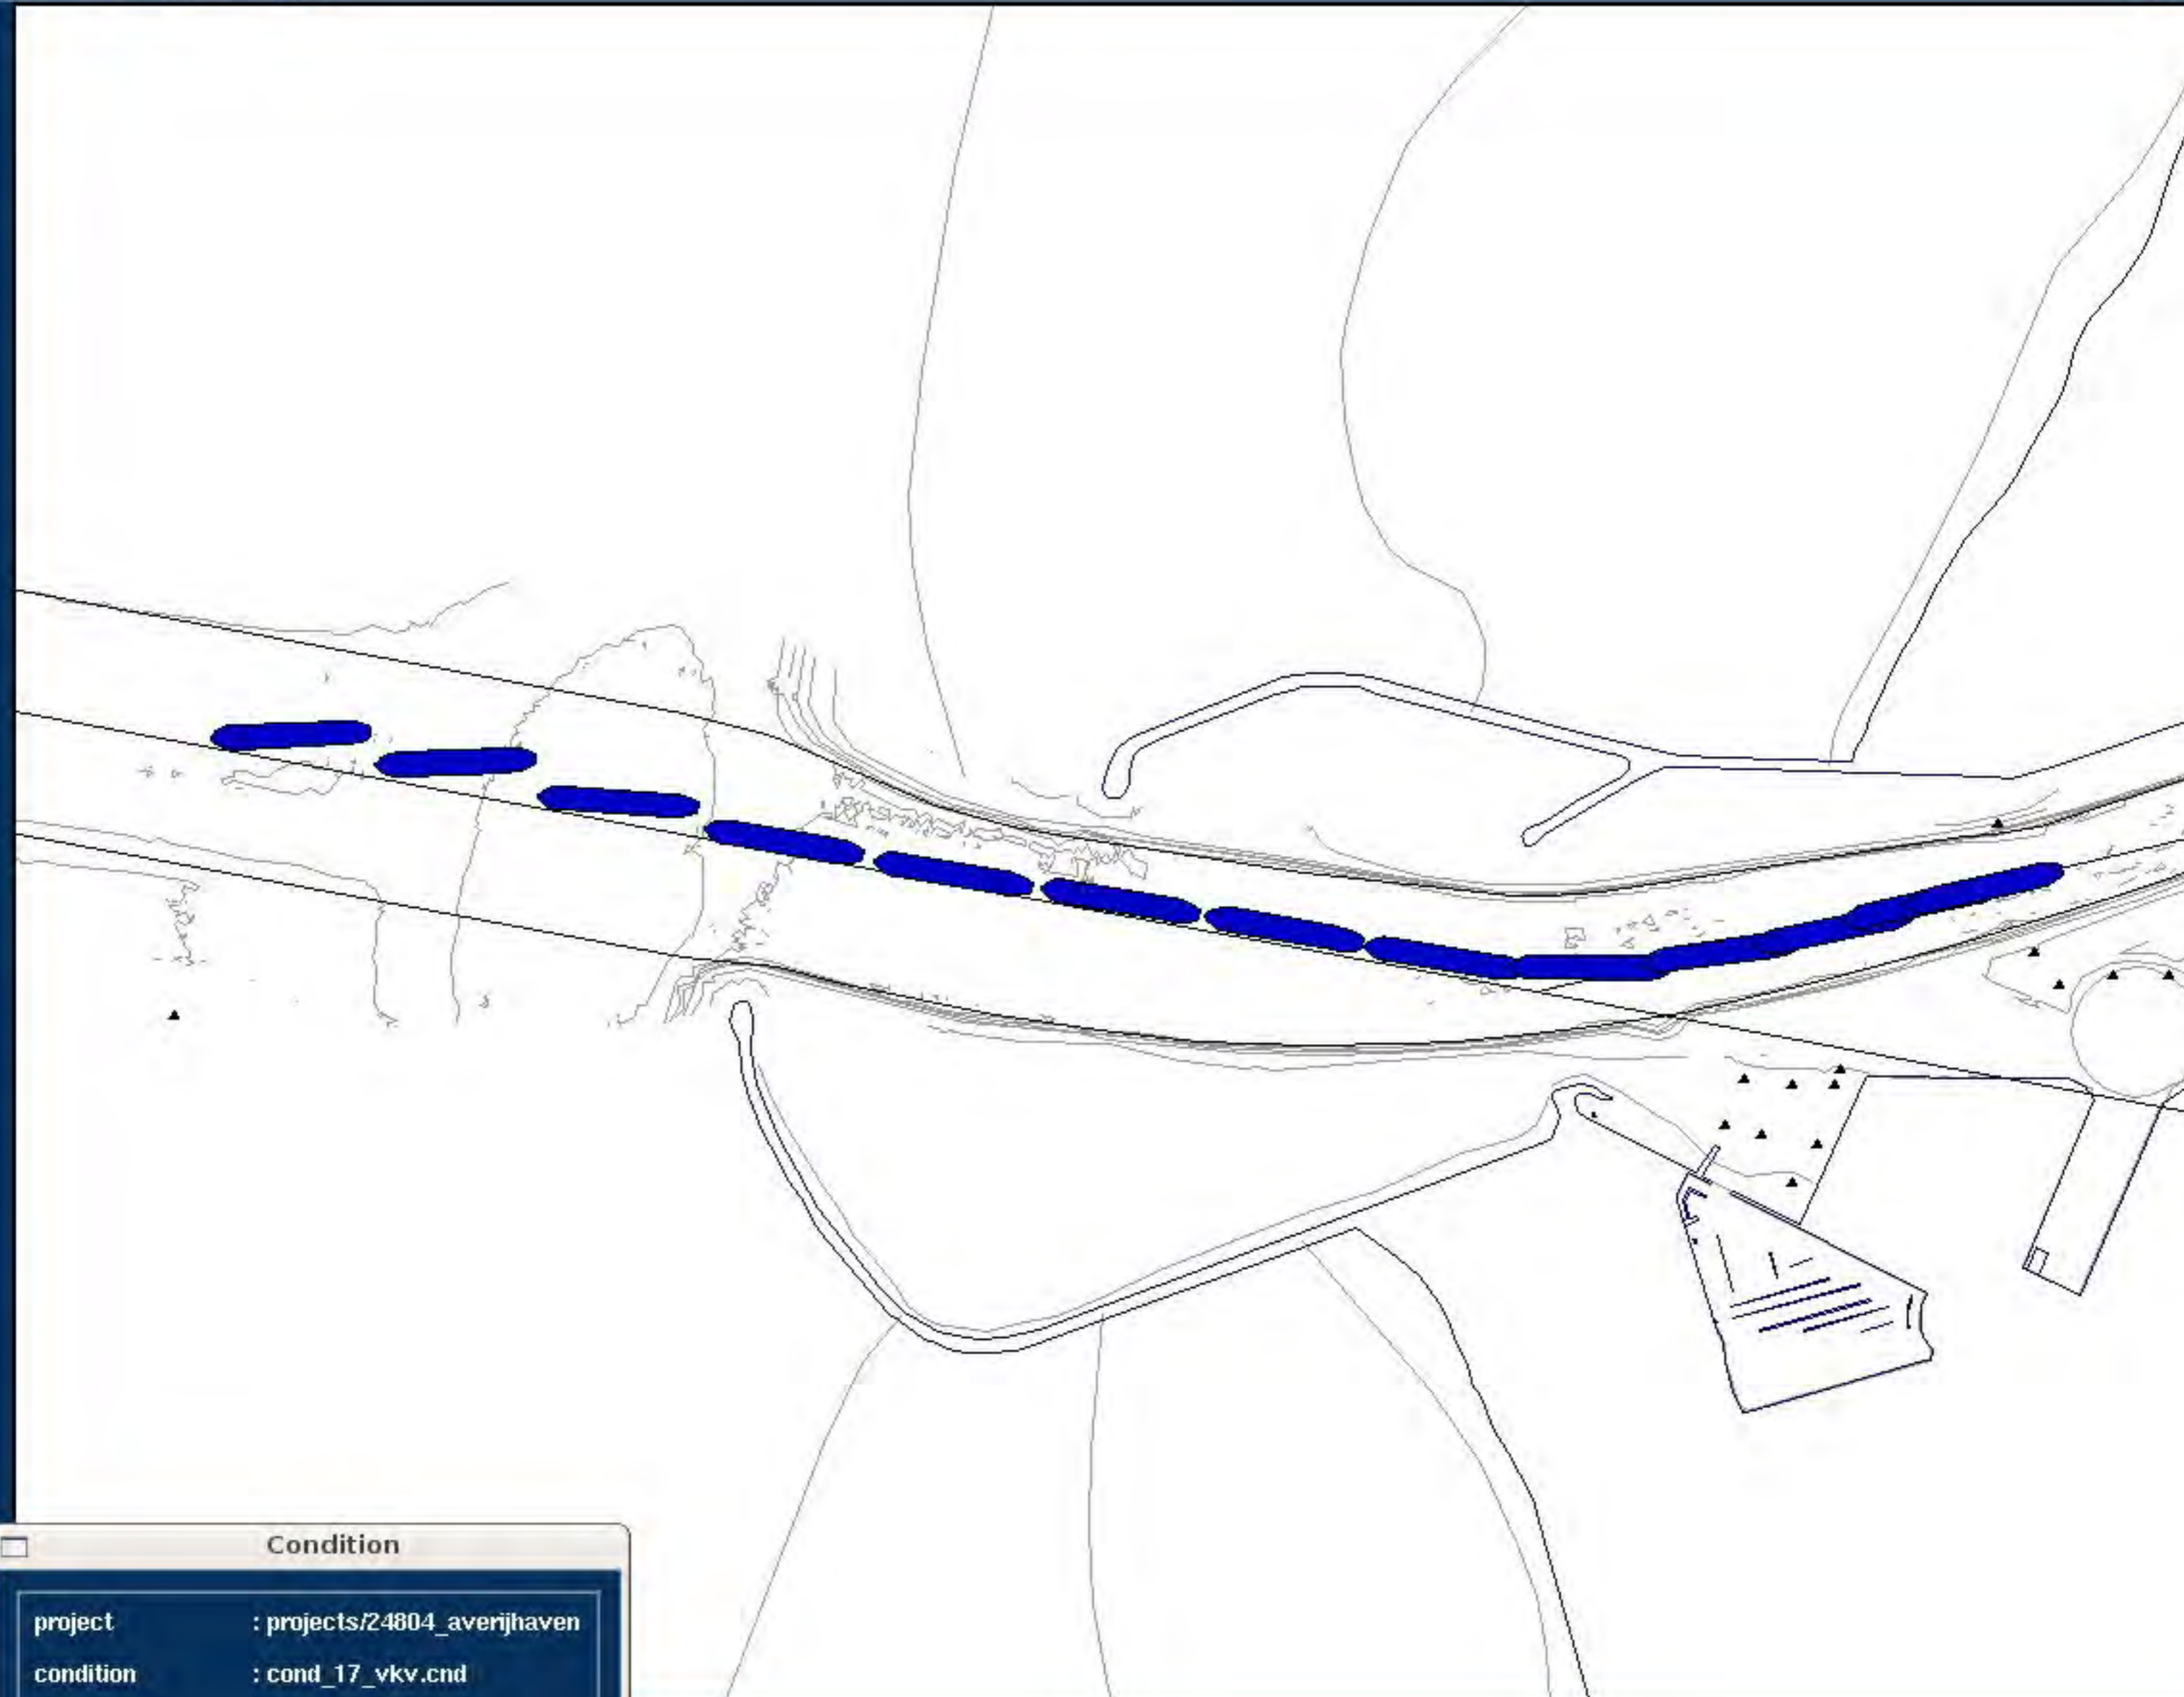 Condition
project : projects/24804_averijhaven
condition : cond_17_vkv.cnd